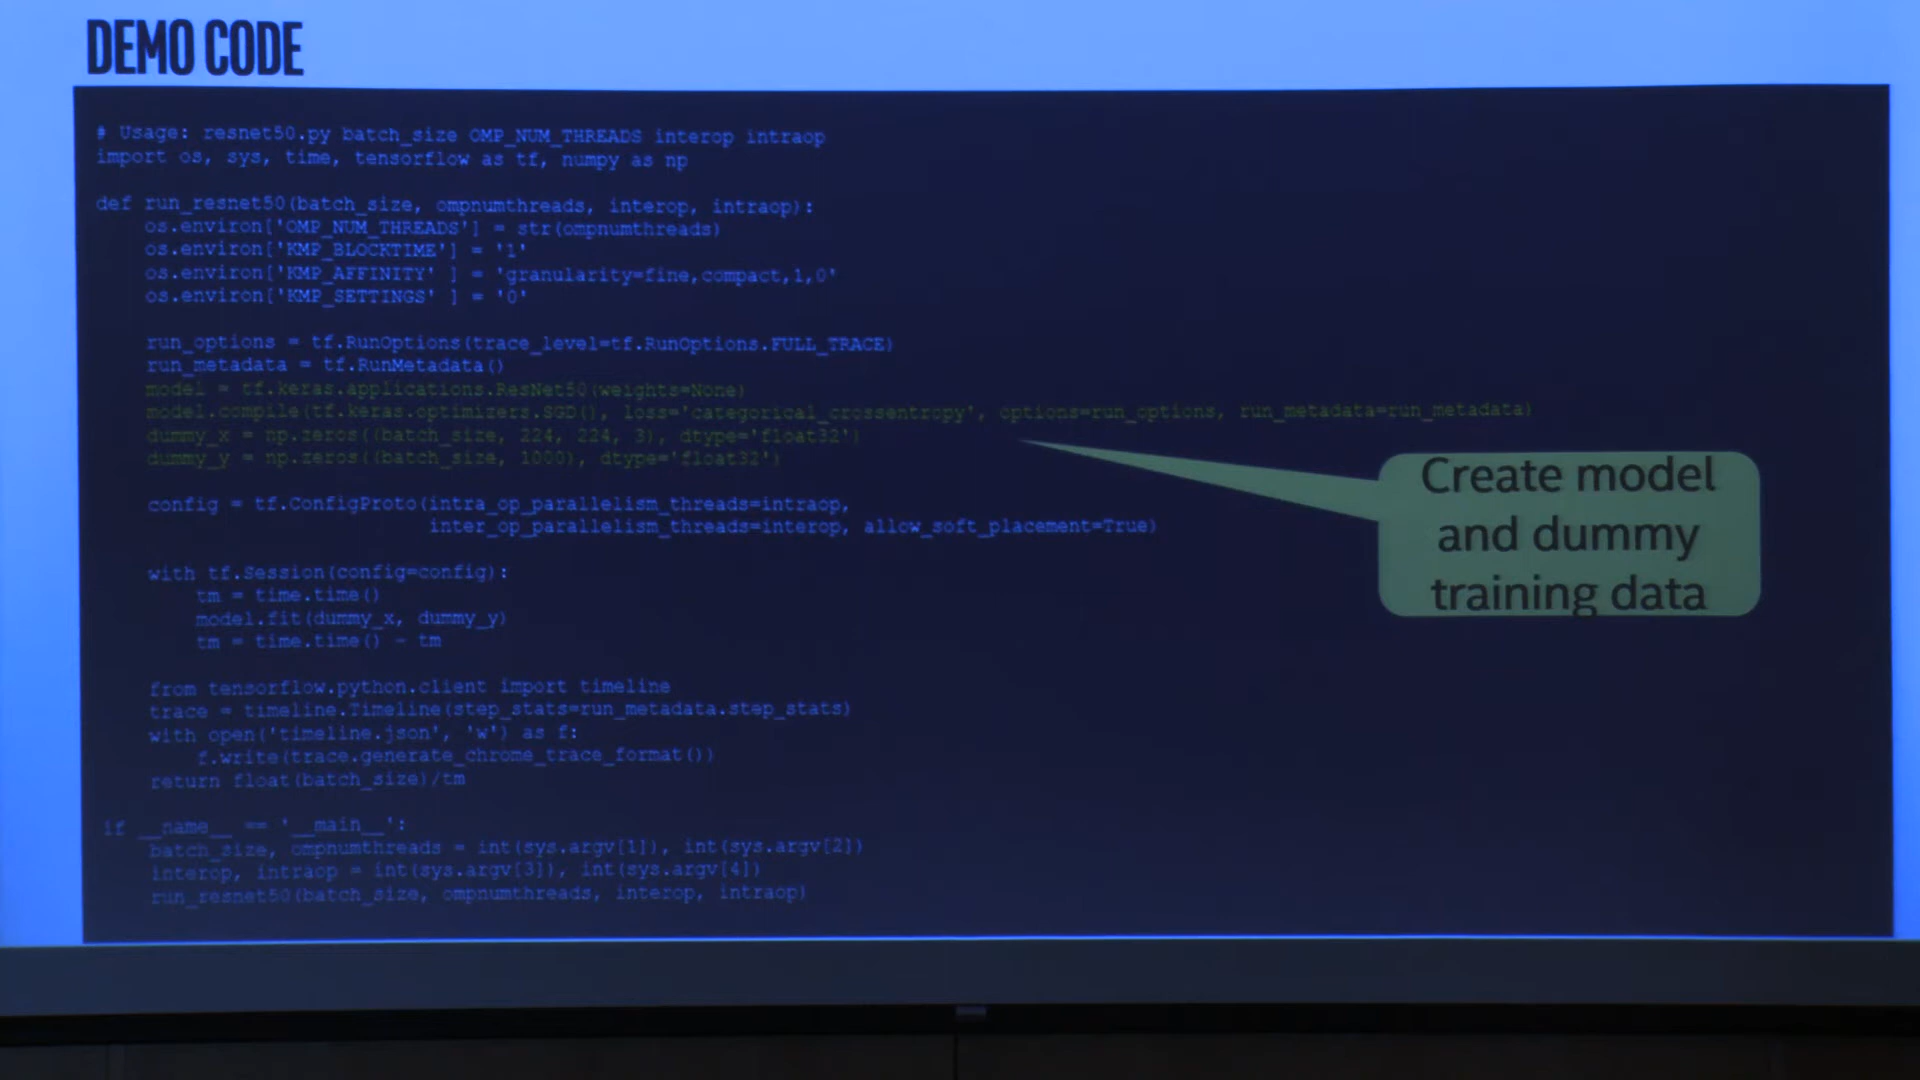 DEMO CODE
# Usage: resnet50.py batch_size OMP_NUM_THREADS interop intraop
import os, sys, time, tensorflow as tf, numpy as np
def run_resnet50(batch_size, ompnumthreads, interop, intraop):
os.environ['OMP_NUM_THREADS'] = str(ompnumthreads)
os.environ['KMP_BLOCKTIME'] = '1'
os.environ['KMP_AFFINITY' ] = 'granularity=fine,compact,1,0'
os.environ['KMP_SETTINGS' ] = '0'
run_options = tf.RunOptions(trace_level=tf.RunOptions.FULL_TRACE)
run_metadata = tf.RunMetadata()
model = tf.keras.applications.ResNet50(weights=None)
model.compile(tf.keras.optimizers.SGD(), loss='categorical_crossentropy', options=run_options, run_metadata=run_metadata)
dummy_x = np.zeros((batch_size, 224, 224, 3), dtype='float32')
dummy_y = np.zeros((batch_size, 1000), dtype='float32')
config = tf.ConfigProto(intra_op_parallelism_threads=intraop,
inter_op_parallelism_threads=interop, allow_soft_placement=True)
with tf.Session(config=config):
tm = time.time()
model.fit(dummy_x, dummy_y)
tm = time.time() - tm
from tensorflow.python.client import timeline
trace = timeline.Timeline(step_stats=run_metadata.step_stats)
with open('timeline.json', 'w') as f:
f.write(trace.generate_chrome_trace_format())
return float(batch_size)/tm
if __name__ == '__main__':
batch_size, ompnumthreads = int(sys.argv[1]), int(sys.argv[2])
interop, intraop = int(sys.argv[3]), int(sys.argv[4])
run_resnet50(batch_size, ompnumthreads, interop, intraop)
Create model
and dummy
training data